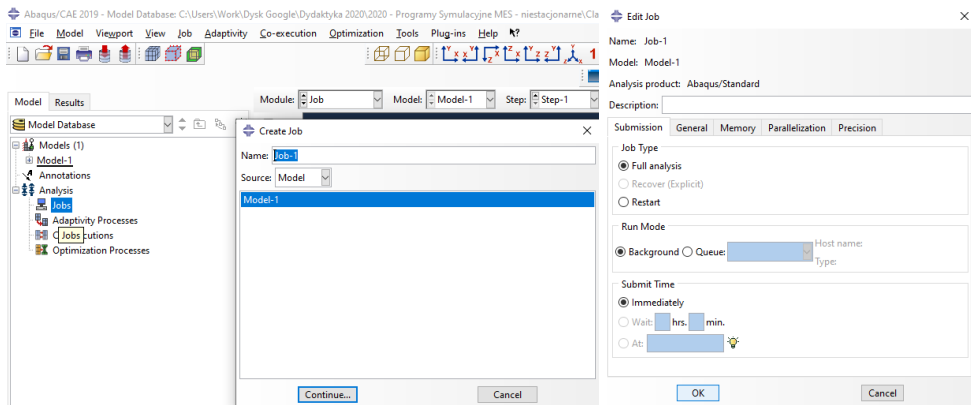 Abaqus/CAE 2019 - Model Database: C:\Users\Work\Dysk Google\Dydaktyka 2020\2020 - Programy Symulacyjne MES - niestacjoname\Cla
File Model Viewport View Job Adaptivity Co-execution Optimization Tools Plug-ins Help
Model Results
Module: Job Model: Model-1 Step: Step-1
Model Database
Models (1)
Model-1
Annotations
Analysis
Jobs
Adaptivity Processes
Jobs cutions
Optimization Processes
Create Job
Name: Job-1
Source: Model
Model-1
Continue... Cancel
Edit Job
Name: Job-1
Model: Model-1
Analysis product: Abaqus/Standard
Description:
Submission General Memory Parallelization Precision
Job Type
Full analysis
Recover (Explicit)
Restart
Run Mode
Background Queue: Host name:
Type:
Submit Time
Immediately
Wait: hrs. min.
At:
OK Cancel